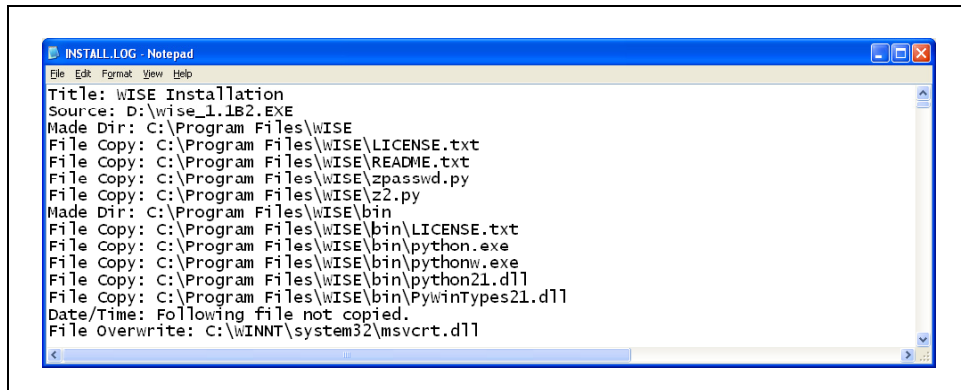 INSTALL.LOG - Notepad
File Edit Format View Help
Title: WISE Installation
Source: D:\wise_1.1B2.EXE
Made Dir: C:\Program Files\WISE
File Copy: C:\Program Files\WISE\LICENSE.txt
File Copy: C:\Program Files\WISE\README.txt
File Copy: C:\Program Files\WISE\zpasswd.py
File Copy: C:\Program Files\WISE\z2.py
Made Dir: C:\Program Files\WISE\bin
File Copy: C:\Program Files\WISE\bin\LICENSE.txt
File Copy: C:\Program Files\WISE\bin\python.exe
File Copy: C:\Program Files\WISE\bin\pythonw.exe
File Copy: C:\Program Files\WISE\bin\python21.dll
File Copy: C:\Program Files\WISE\bin\PyWinTypes21.dll
Date/Time: Following file not copied.
File Overwrite: C:\WINNT\system32\msvcrt.dll